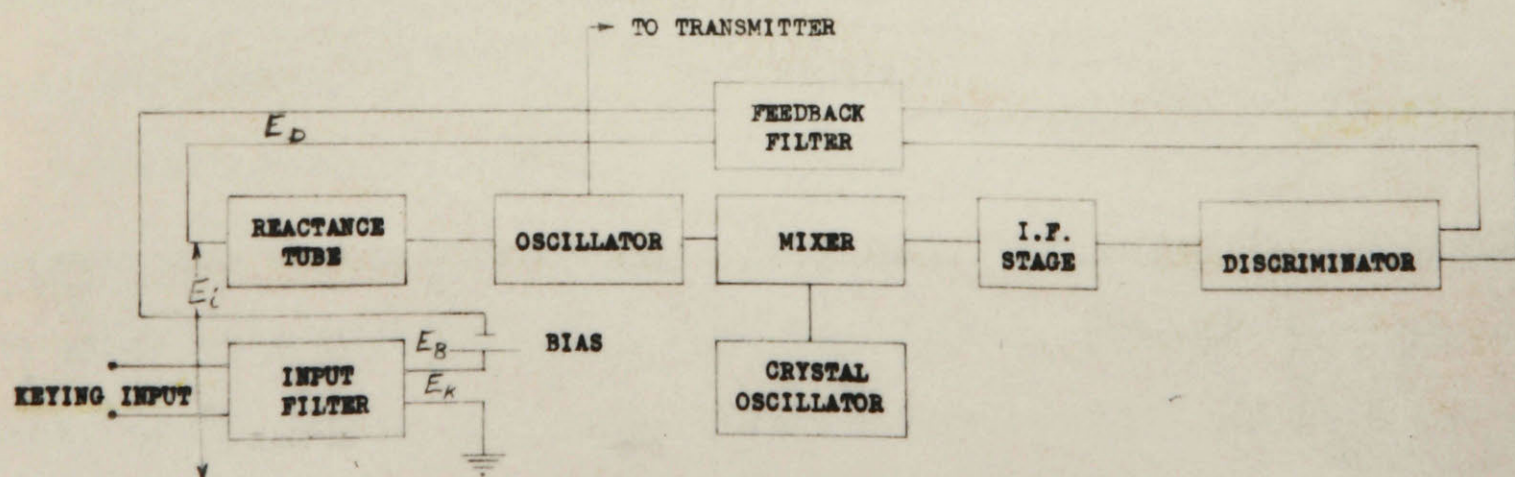 TO TRANSMITTER
FEEDBACK
FILTER
E_D
REACTANCE
TUBE
OSCILLATOR
MIXER
I.F.
STAGE
DISCRIMINATOR
E_i
E_B
BIAS
KEYING INPUT
INPUT
FILTER
E_K
CRYSTAL
OSCILLATOR